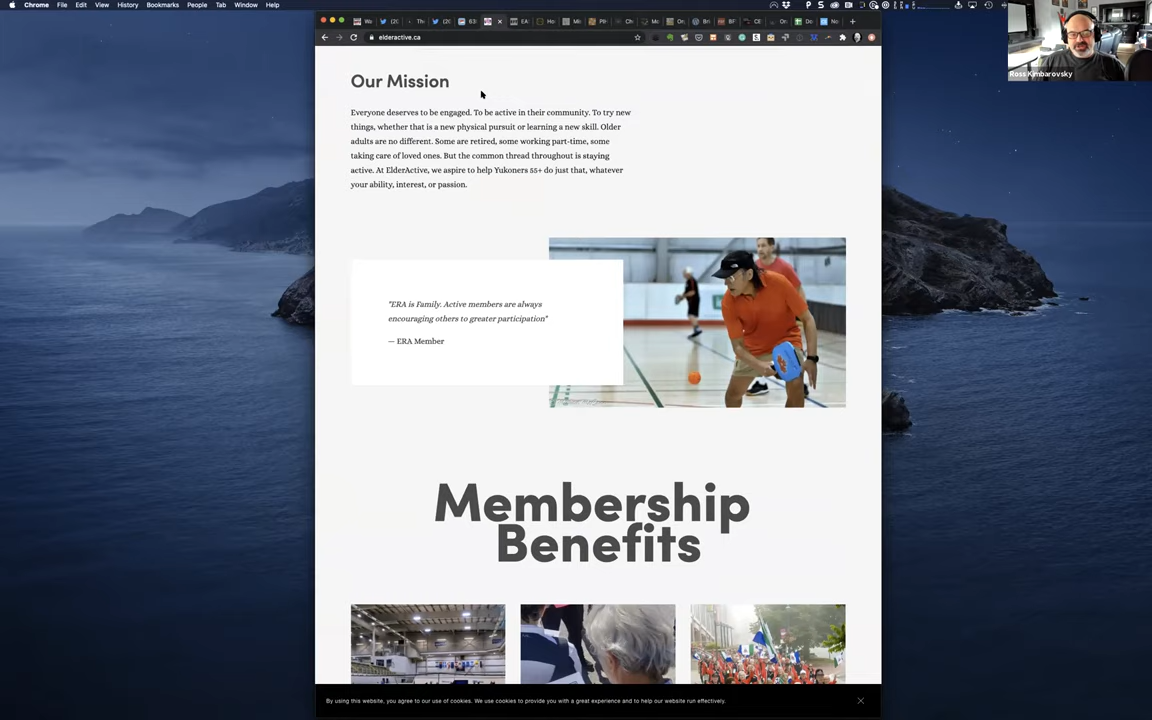 Chrome File Edit View History Bookmarks People Tab Window Help
elderactive.ca
Ross Kimbarovsky
Our Mission
Everyone deserves to be engaged. To be active in their community. To try new
things, whether that is a new physical pursuit or learning a new skill. Older
adults are no different. Some are retired, some working part-time, some
taking care of loved ones. But the common thread throughout is staying
active. At ElderActive, we aspire to help Yukoners 55+ do just that, whatever
your ability, interest, or passion.
"ERA is Family. Active members are always
encouraging others to greater participation"
— ERA Member
Membership
Benefits
By using this website, you agree to our use of cookies. We use cookies to provide you with a great experience and to help our website run effectively.